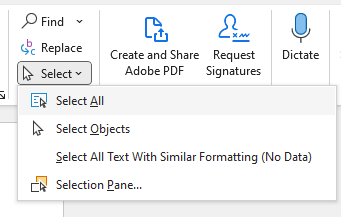 Find
Replace
Select
Create and Share
Adobe PDF
Request
Signatures
Dictate
Select All
Select Objects
Select All Text With Similar Formatting (No Data)
Selection Pane...